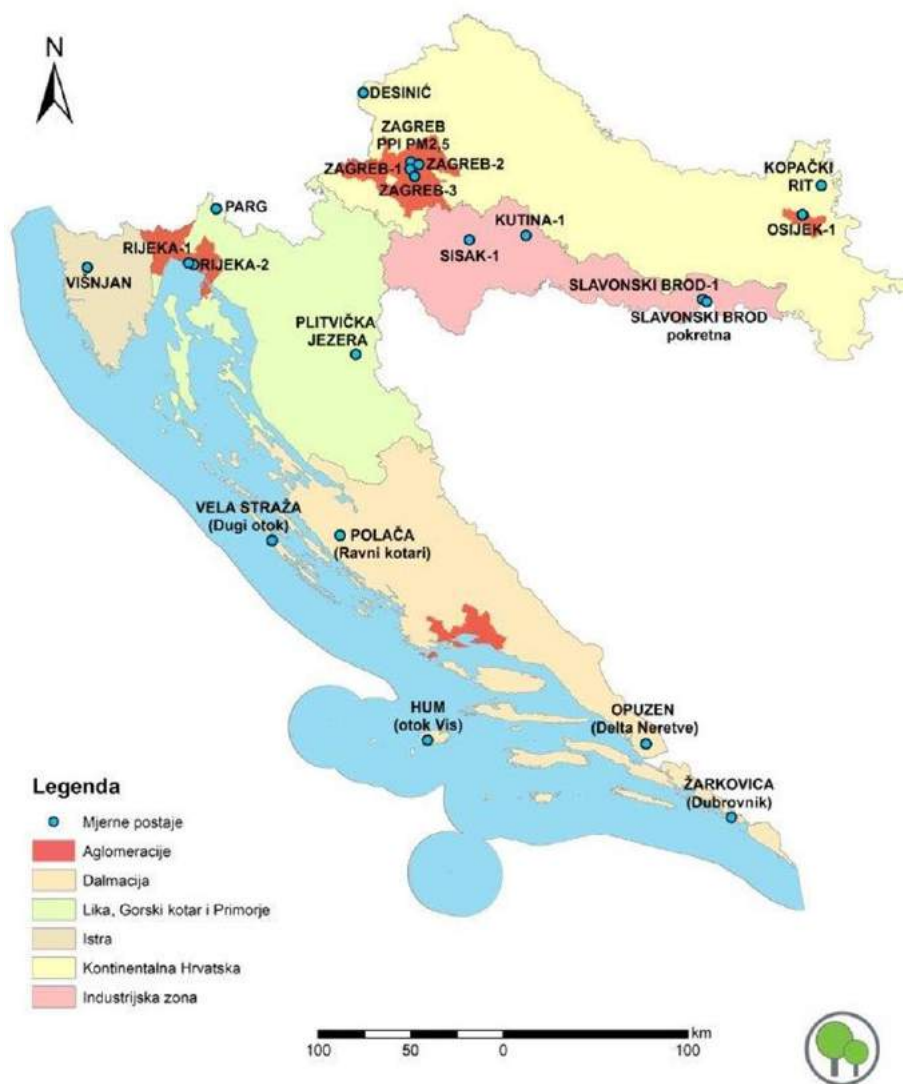 N
DESINIĆ
ZAGREB
PPI PM2,5
ZAGREB-1
ZAGREB-2
ZAGREB-3
KOPAČKI
RIT
OSIJEK-1
PARG
KUTINA-1
SISAK-1
RIJEKA-1
RIJEKA-2
VIŠNJAN
SLAVONSKI BROD-1
SLAVONSKI BROD
pokretna
PLITVIČKA
JEZERA
VELA STRAŽA
(Dugi otok)
POLAČA
(Ravni kotari)
HUM
(otok Vis)
OPUZEN
(Delta Neretve)
ŽARKOVICA
(Dubrovnik)
Legenda
Mjerne postaje
Aglomeracije
Dalmacija
Lika, Gorski kotar i Primorje
Istra
Kontinentalna Hrvatska
Industrijska zona
km
100 50 0 100